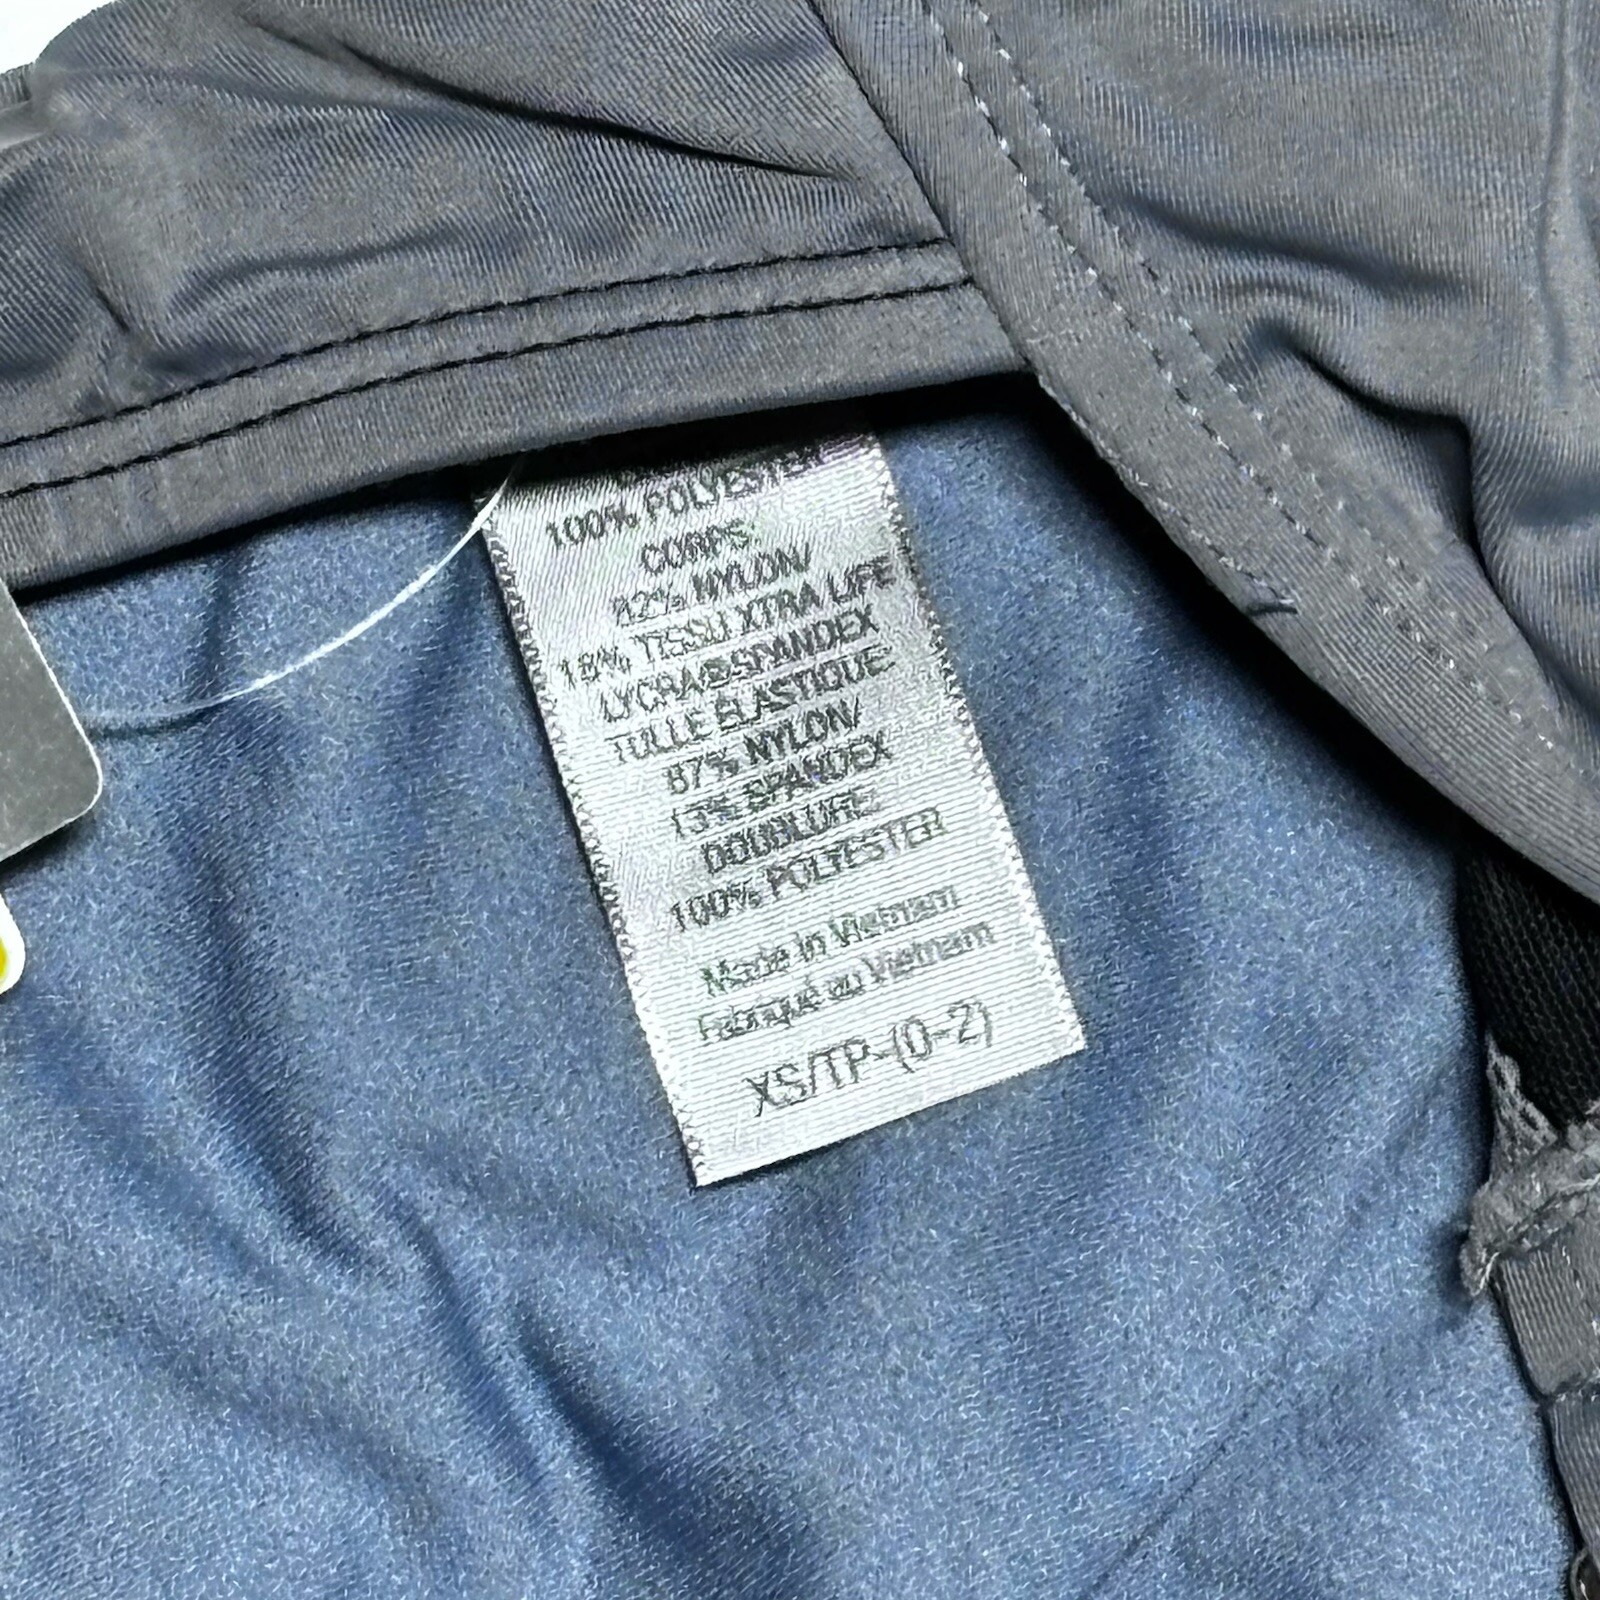 100% POLYESTER
CORPS:
82% NYLON/
18% TISSU XTRA LIFE
LYCRA®SPANDEX
TULLE ELASTIQUE:
87% NYLON/
13% SPANDEX
DOUBLURE:
100% POLYESTER
Made in Vietnam
Fabriqué au Vietnam
XS/TP-(0-2)